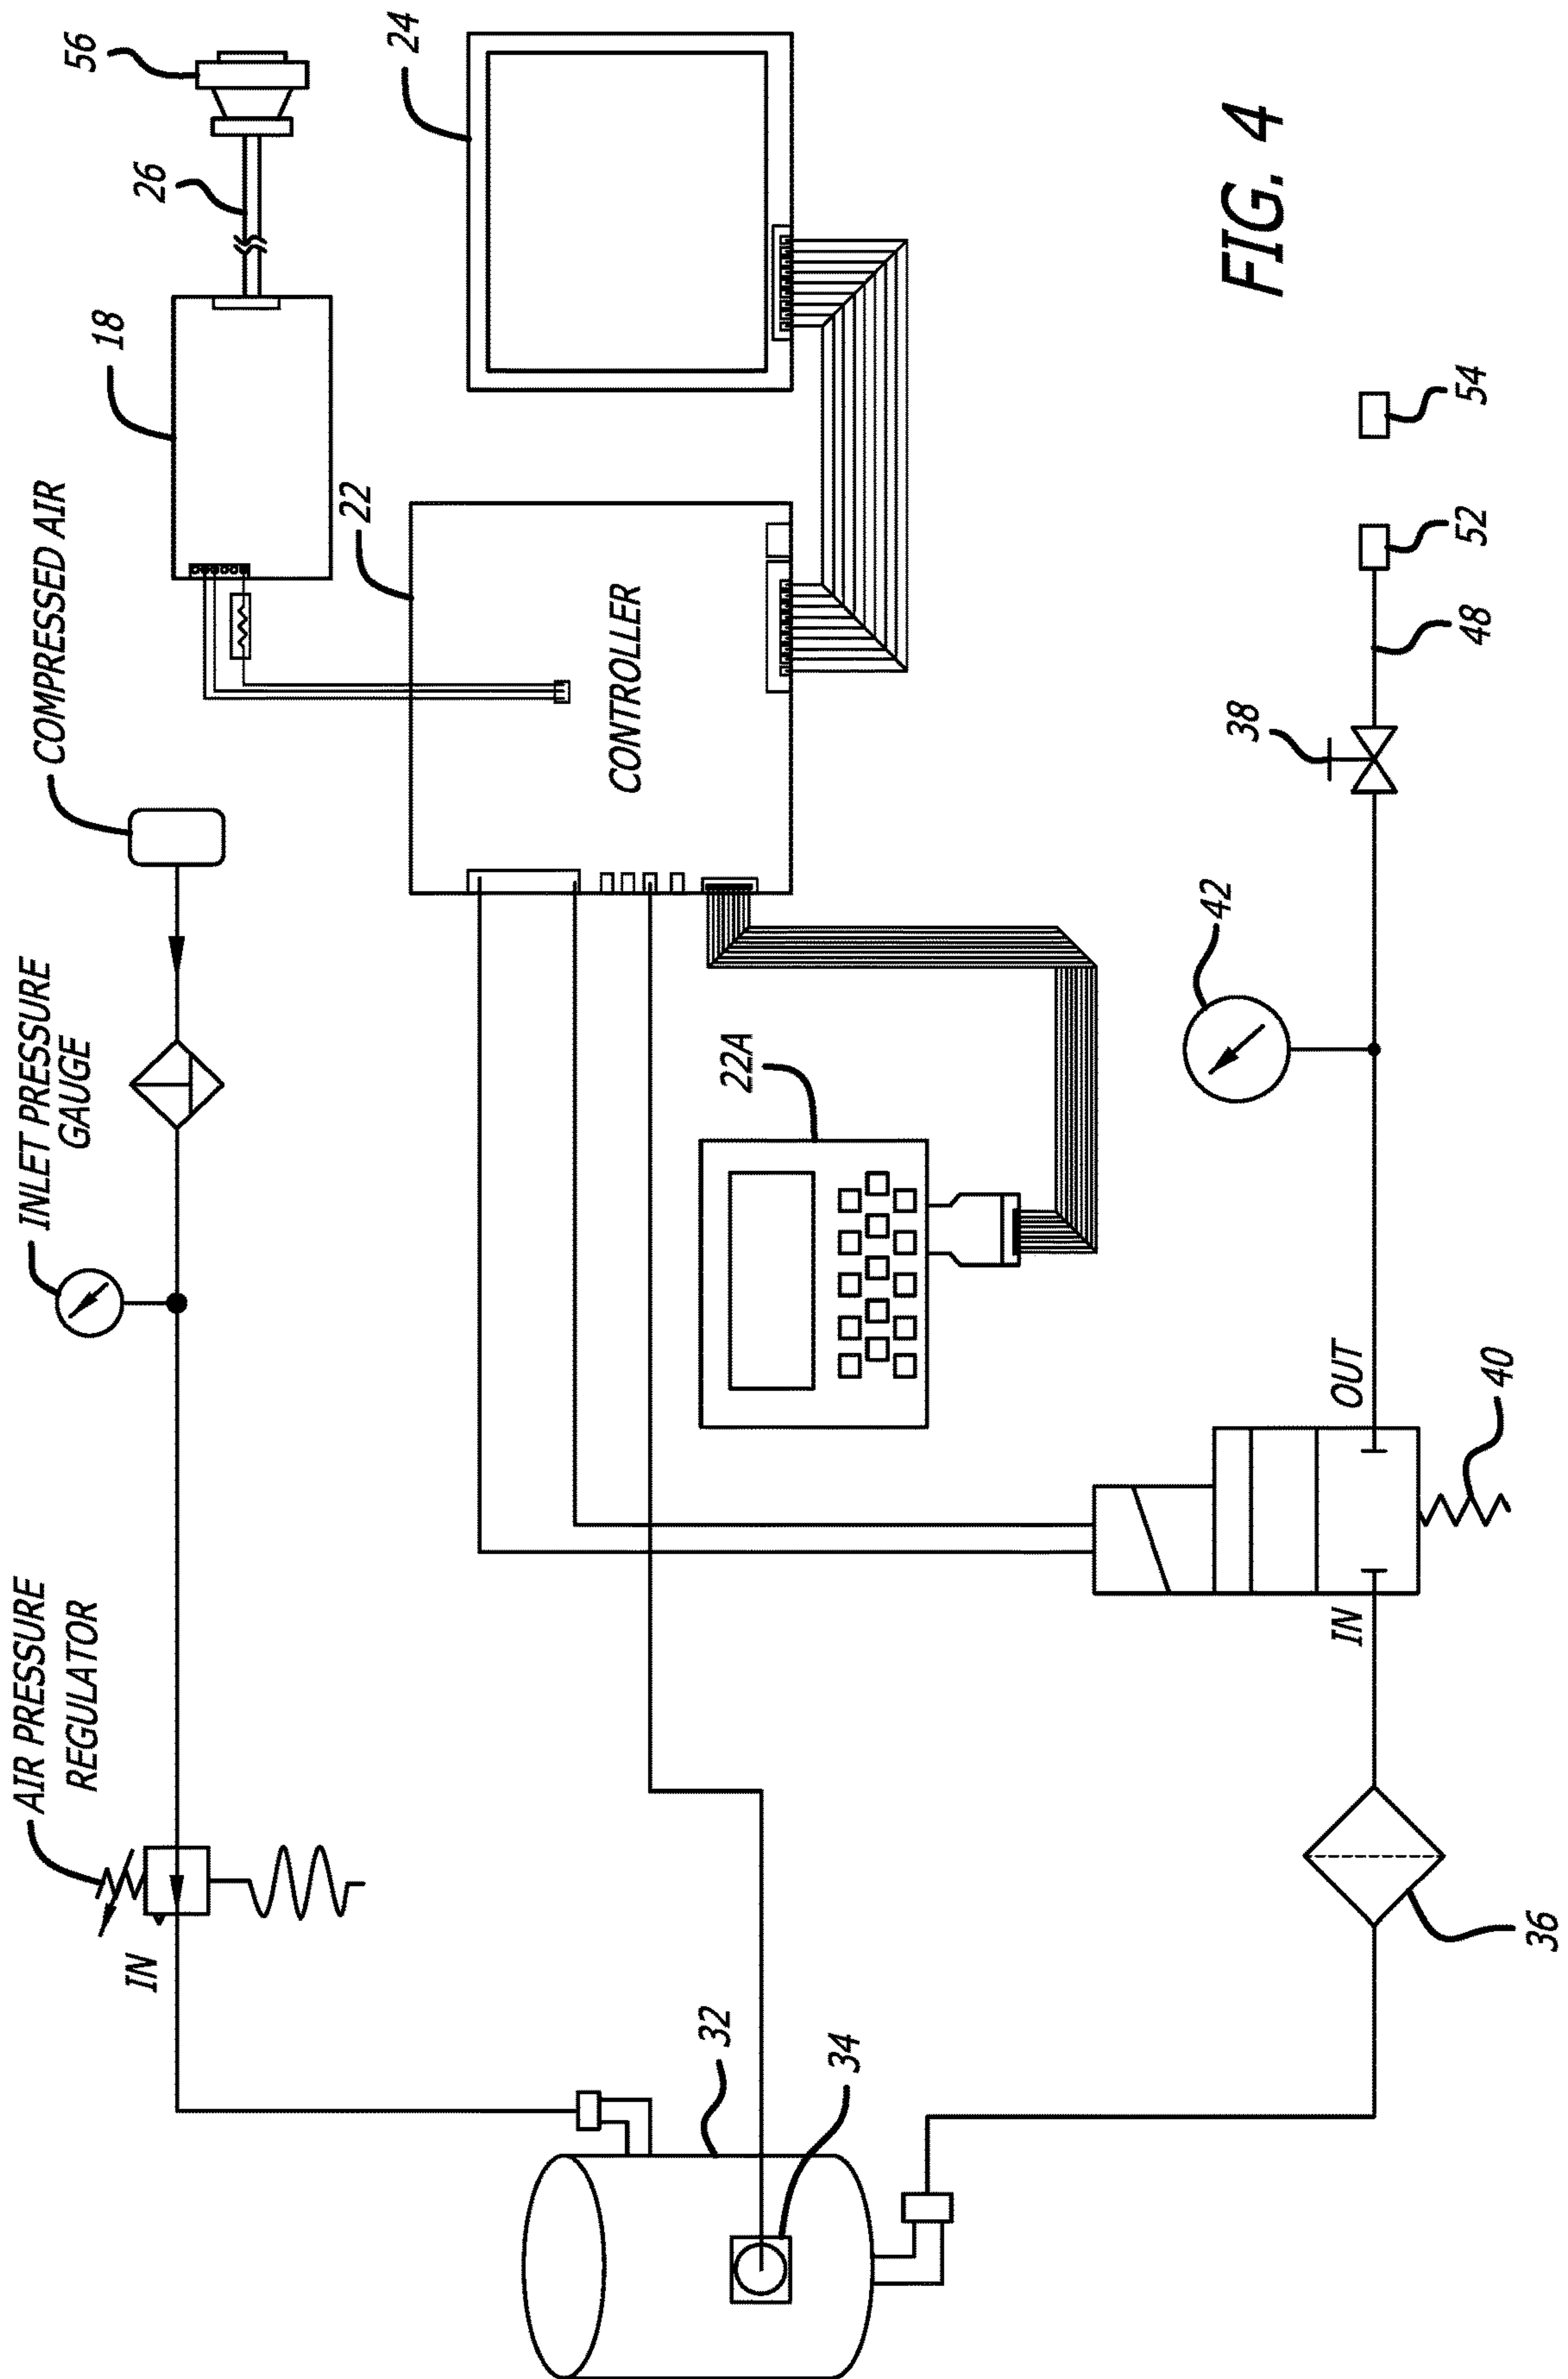 AIR PRESSURE
REGULATOR
INLET PRESSURE
GAUGE
COMPRESSED AIR
18
26
56
IN
22
24
CONTROLLER
32
34
22A
42
38
IN
OUT
36
40
48
52
54
FIG. 4